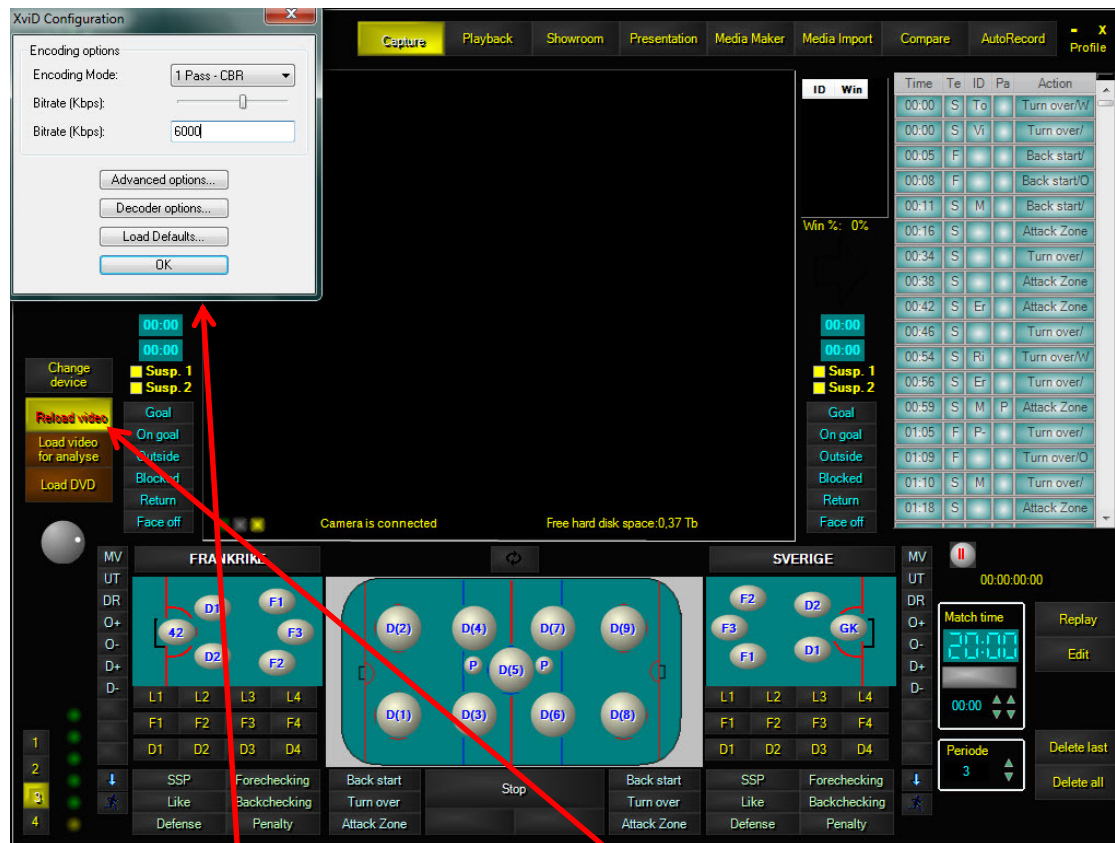 XviD Configuration
X
Encoding options
Encoding Mode:
1 Pass - CBR
Bitrate (Kbps):
Bitrate (Kbps):
6000
Advanced options...
Decoder options...
Load Defaults...
OK
Capture Playback Showroom Presentation Media Maker Media Import Compare AutoRecord
- X
Profile
ID Win
Win %: 0%
Time Te ID Pa Action
00:00 S To Turn over/W
00:00 S Vi Turn over/
00:05 F Back start/
00:08 F Back start/O
00:11 S M Back start/
00:16 S Attack Zone
00:34 S Turn over/
00:38 S Attack Zone
00:42 S Er Attack Zone
00:46 S Turn over/
00:54 S Ri Turn over/W
00:56 S Er Turn over/
00:59 S M P Attack Zone
01:05 F P- Turn over/
01:09 F Turn over/O
01:10 S M Turn over/
01:18 S Attack Zone
Change
device
Reload video
Load video
for analyse
Load DVD
00:00
00:00
Susp. 1
Susp. 2
Goal
On goal
Outside
Blocked
Return
Face off
Camera is connected
Free hard disk space:0,37 Tb
00:00
00:00
Susp. 1
Susp. 2
Goal
On goal
Outside
Blocked
Return
Face off
MV
UT
DR
O+
O-
D+
D-
FRANKRIKE
D1 F1
42 F3
D2 F2
L1 L2 L3 L4
F1 F2 F3 F4
D1 D2 D3 D4
SSP Forechecking
Like Backchecking
Defense Penalty
D(2) D(4) D(7) D(9)
P D(5) P
D(1) D(3) D(6) D(8)
Back start
Turn over
Attack Zone
Stop
Back start
Turn over
Attack Zone
SVERIGE
F2 D2
F3 GK
F1 D1
L1 L2 L3 L4
F1 F2 F3 F4
D1 D2 D3 D4
SSP Forechecking
Like Backchecking
Defense Penalty
MV
UT
DR
O+
O-
D+
D-
00:00:00:00
Match time
20:00
00:00
Periode
3
Replay
Edit
Delete last
Delete all
1
2
3
4